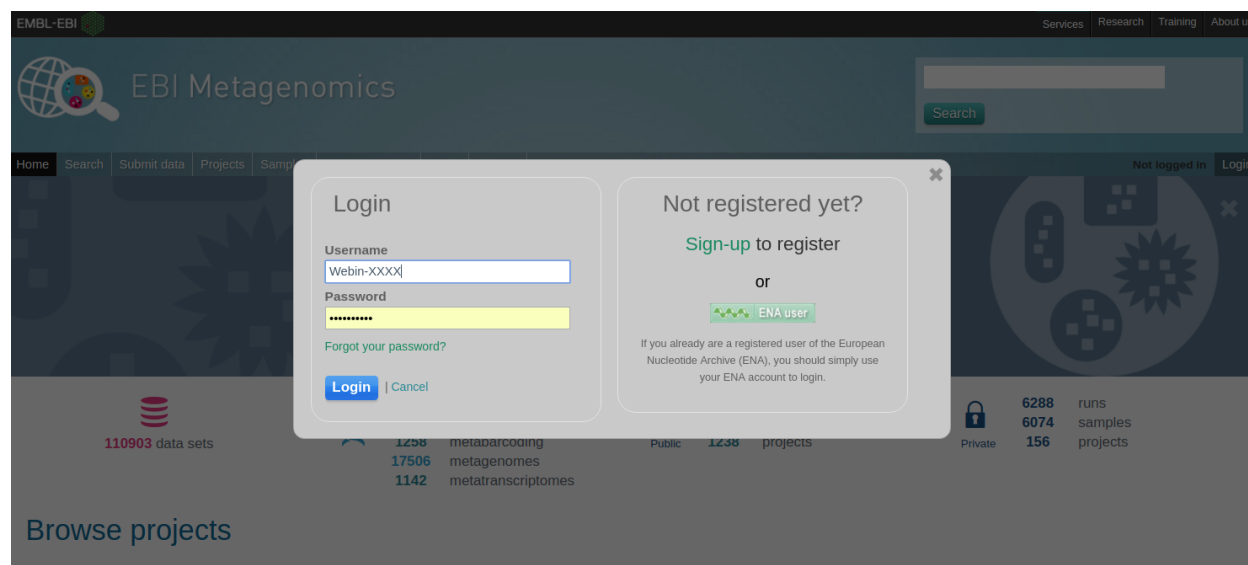 EMBL-EBI
Services Research Training About u
EBI Metagenomics
Search
Home Search Submit data Projects
Not logged in
Login
Username
Webin-XXXX
Password
••••••••••
Forgot your password?
Login | Cancel
Not registered yet?
Sign-up to register
or
ENA user
If you already are a registered user of the European
Nucleotide Archive (ENA), you should simply use
your ENA account to login.
110903 data sets
1258 metabarcoding
17506 metagenomes
1142 metatranscriptomes
Public 1238 projects
6288 runs
6074 samples
Private 156 projects
Browse projects